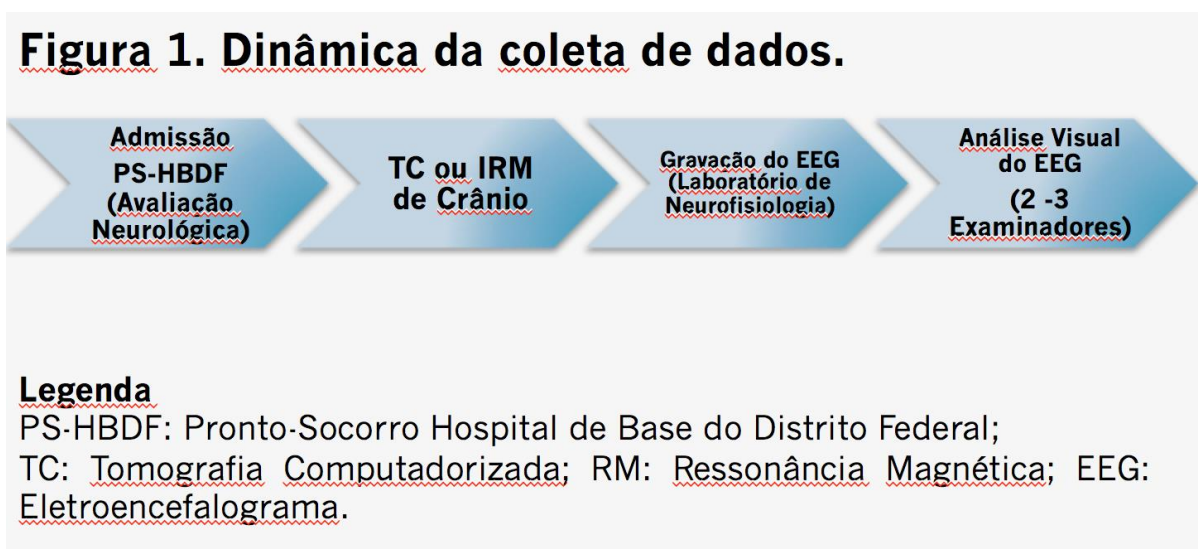 Figura 1. Dinâmica da coleta de dados.
Admissão
PS-HBDF
(Avaliação
Neurológica)
TC ou IRM
de Crânio
Gravação do EEG
(Laboratório de
Neurofisiologia)
Análise Visual
do EEG
(2 -3
Examinadores)
Legenda
PS-HBDF: Pronto-Socorro Hospital de Base do Distrito Federal;
TC: Tomografia Computadorizada; RM: Ressonância Magnética; EEG:
Eletroencefalograma.